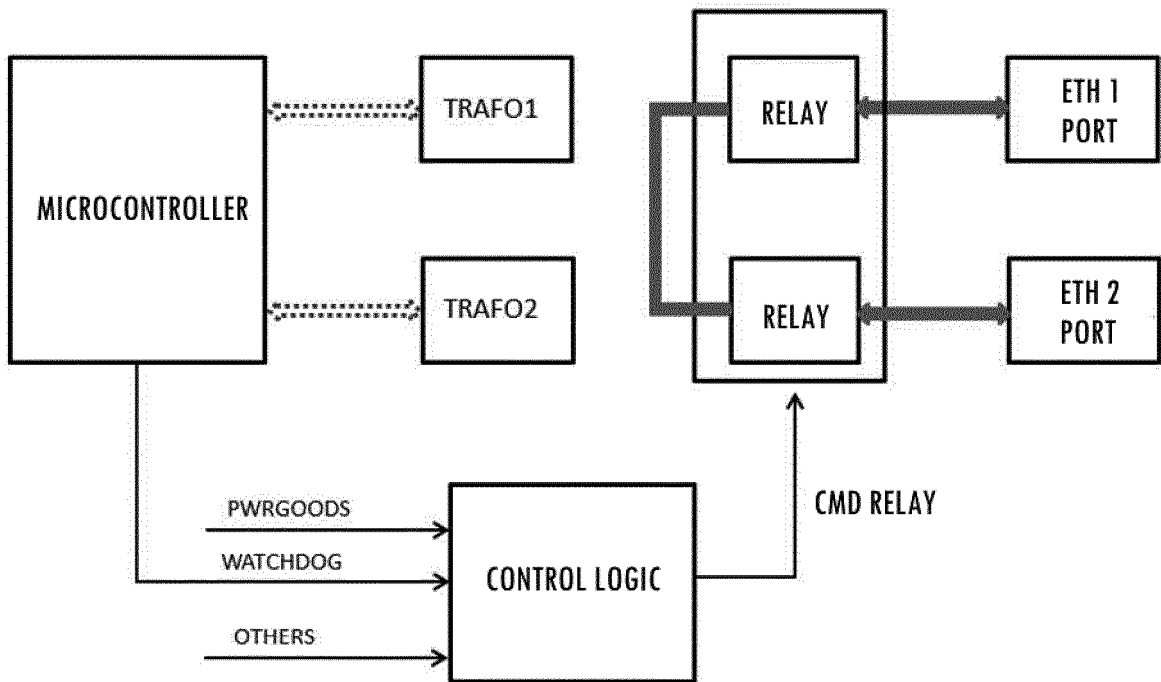 MICROCONTROLLER
TRAFO1
TRAFO2
RELAY
RELAY
ETH 1
PORT
ETH 2
PORT
PWRGOODS
WATCHDOG
OTHERS
CONTROL LOGIC
CMD RELAY